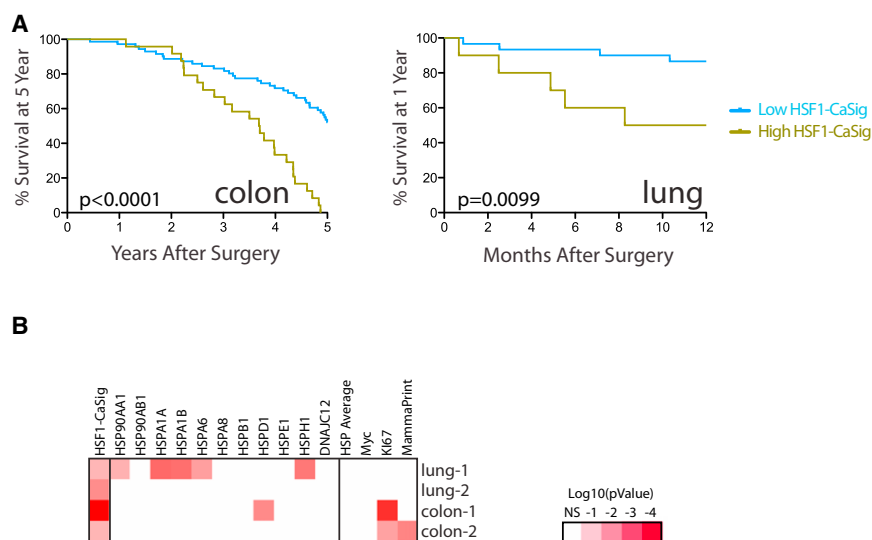 A
% Survival at 5 Year
100
80
60
40
20
0
0 1 2 3 4 5
p<0.0001
colon
Years After Surgery
% Survival at 1 Year
100
80
60
40
20
0
0 2 4 6 8 10 12
p=0.0099
lung
Months After Surgery
Low HSF1-CaSig
High HSF1-CaSig
B
HSF1-CaSig
HSP90AA1
HSP90AB1
HSPA1A
HSPA1B
HSPA6
HSPA8
HSPB1
HSPD1
HSPE1
HSPH1
DNAJC12
HSP Average
Myc
KI67
MammaPrint
lung-1
lung-2
colon-1
colon-2
Log10(pValue)
NS -1 -2 -3 -4